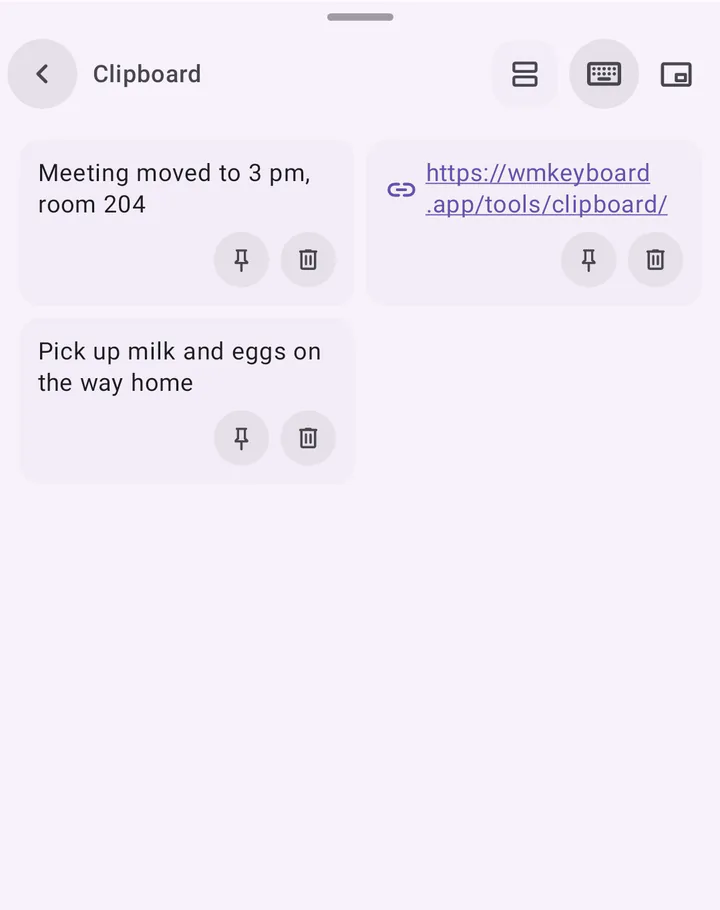 Clipboard
Meeting moved to 3 pm,
room 204
https://wmkeyboard
.app/tools/clipboard/
Pick up milk and eggs on
the way home